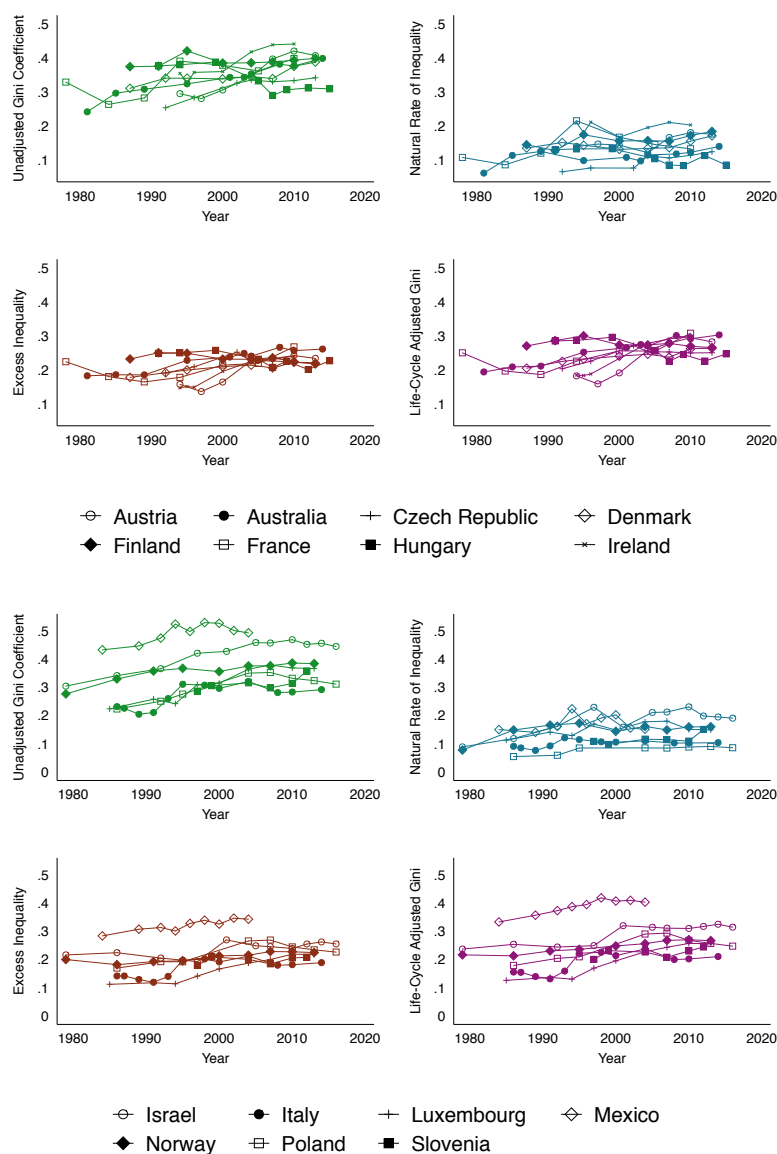 Unadjusted Gini Coefficient
.5
.4
.3
.2
.1
1980 1990 2000 2010 2020
Year
Natural Rate of Inequality
.5
.4
.3
.2
.1
1980 1990 2000 2010 2020
Year
Excess Inequality
.5
.4
.3
.2
.1
1980 1990 2000 2010 2020
Year
Life-Cycle Adjusted Gini
.5
.4
.3
.2
.1
1980 1990 2000 2010 2020
Year
Austria Australia Czech Republic Denmark
Finland France Hungary Ireland
Unadjusted Gini Coefficient
.5
.4
.3
.2
.1
0
1980 1990 2000 2010 2020
Year
Natural Rate of Inequality
.5
.4
.3
.2
.1
0
1980 1990 2000 2010 2020
Year
Excess Inequality
.5
.4
.3
.2
.1
0
1980 1990 2000 2010 2020
Year
Life-Cycle Adjusted Gini
.5
.4
.3
.2
.1
0
1980 1990 2000 2010 2020
Year
Israel Italy Luxembourg Mexico
Norway Poland Slovenia